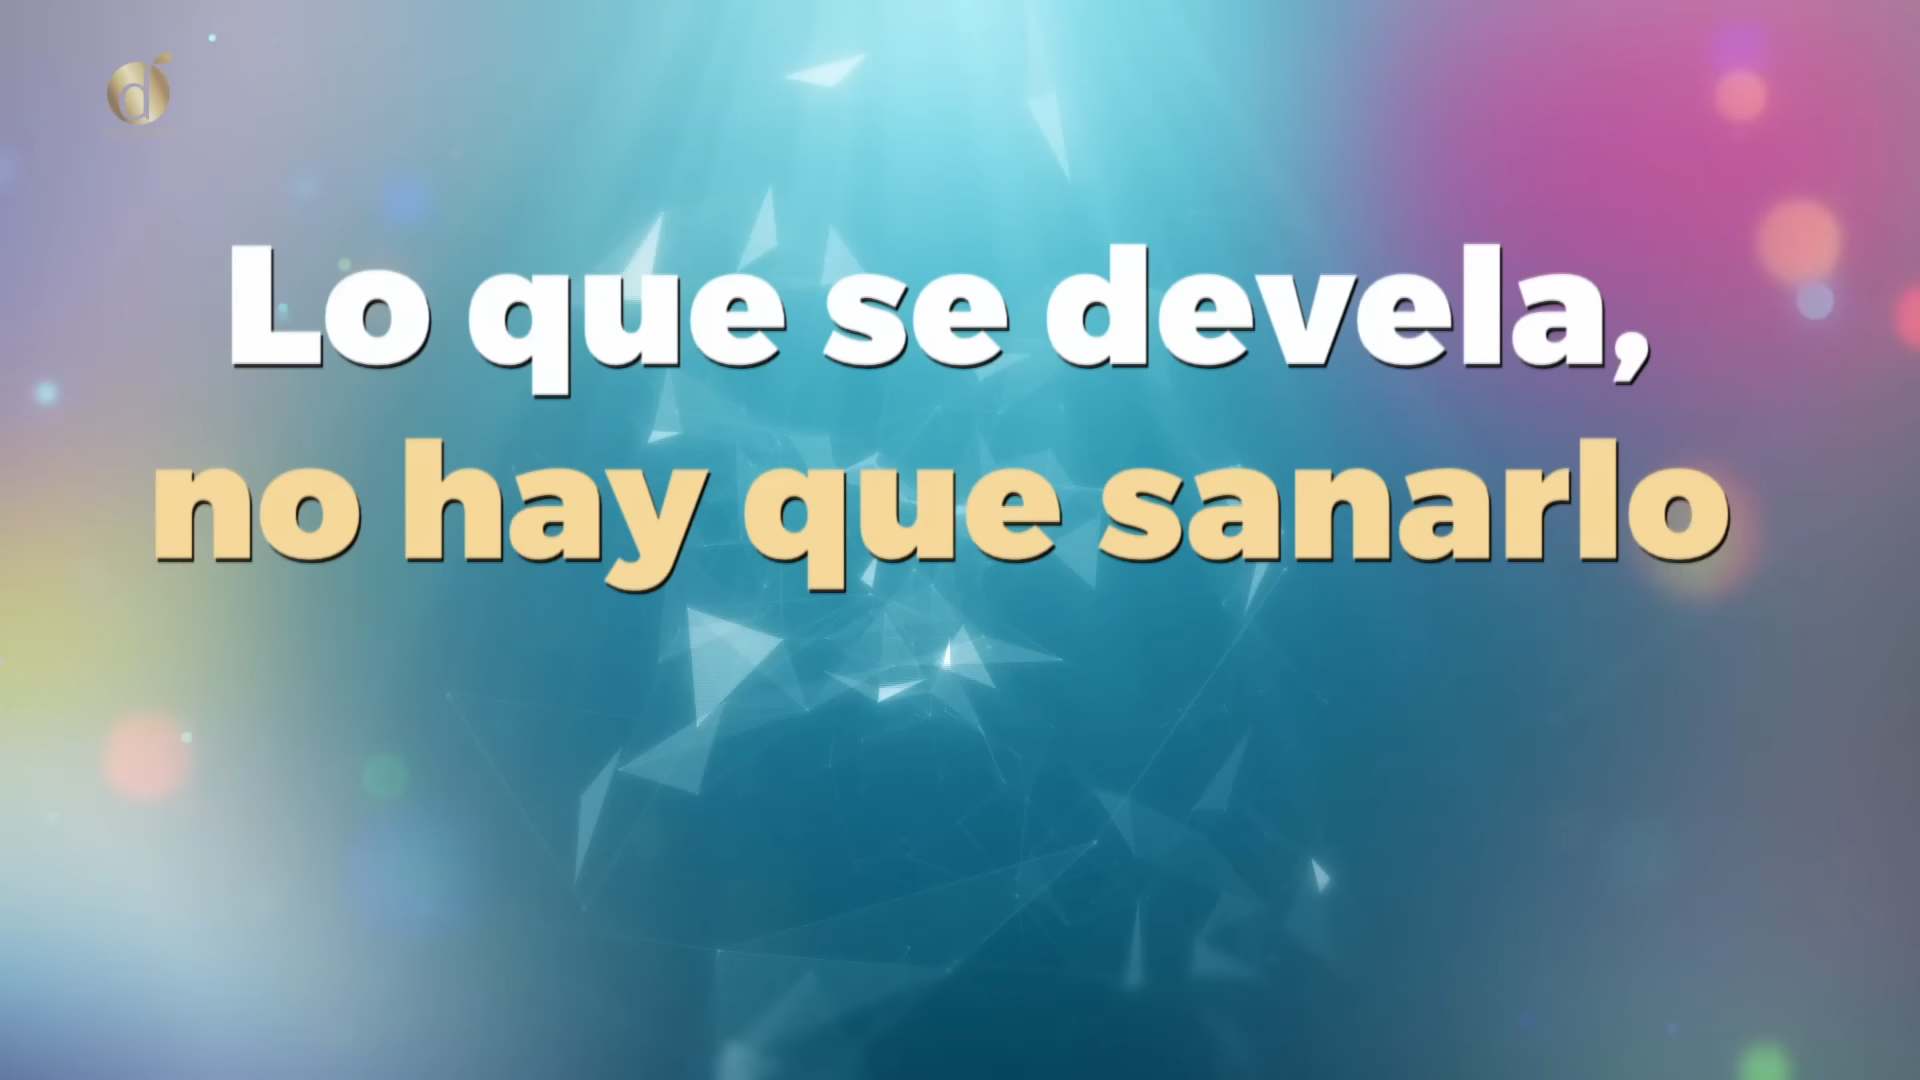 d
Lo que se devela,
no hay que sanarlo